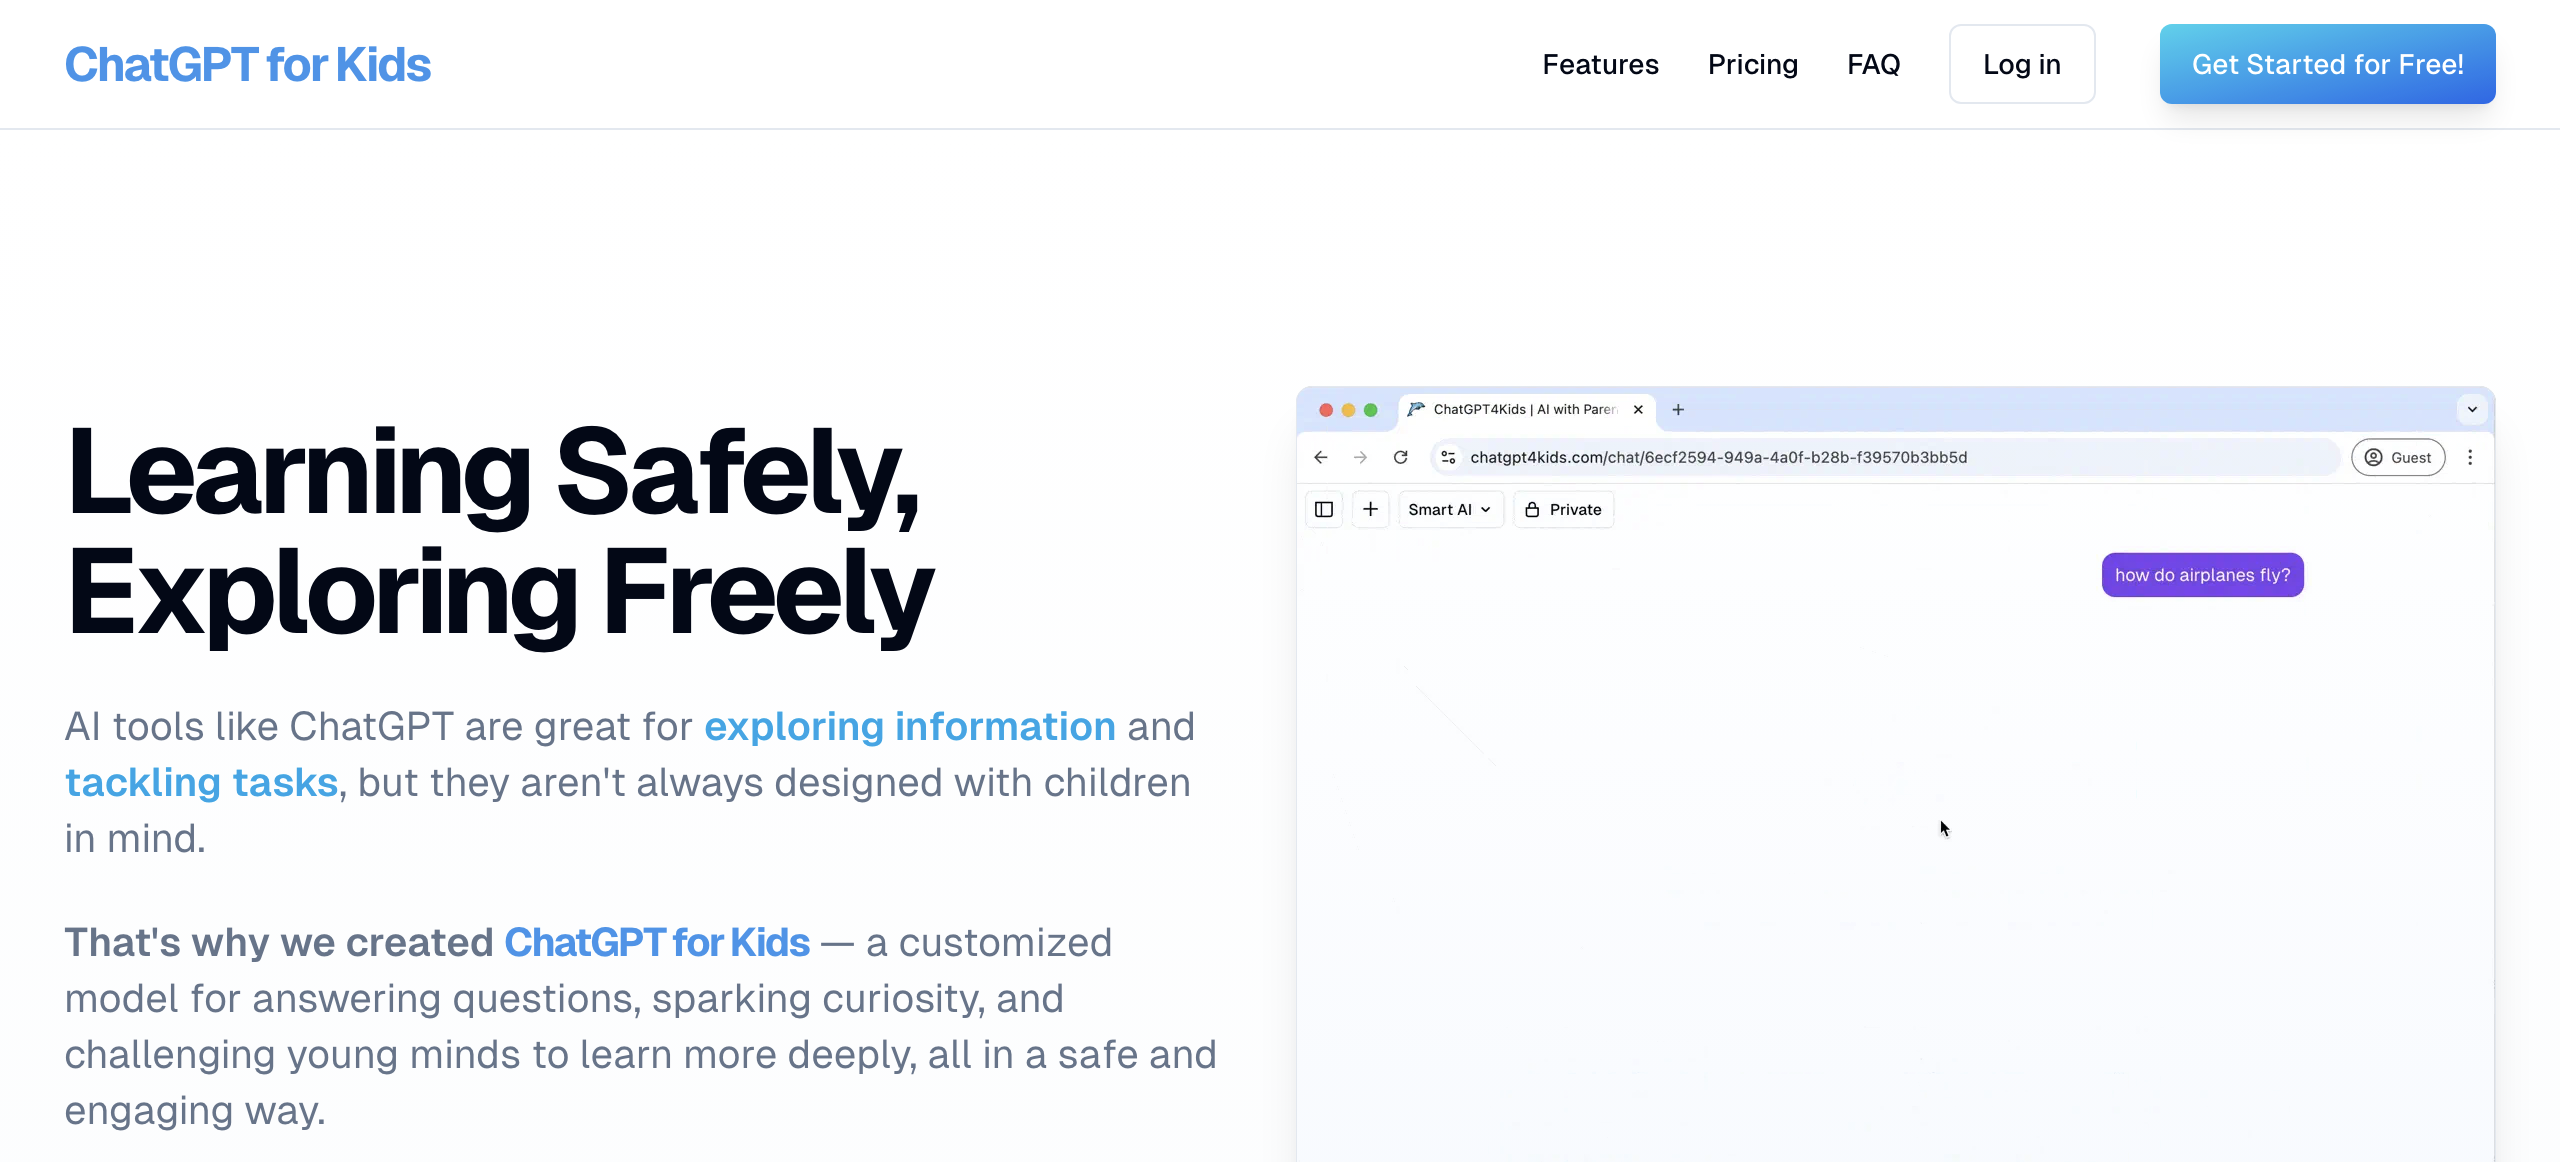 ChatGPT for Kids
Features Pricing FAQ Log in Get Started for Free!
Learning Safely,
Exploring Freely
AI tools like ChatGPT are great for exploring information and
tackling tasks, but they aren't always designed with children
in mind.
That's why we created ChatGPT for Kids — a customized
model for answering questions, sparking curiosity, and
challenging young minds to learn more deeply, all in a safe and
engaging way.
ChatGPT4Kids | AI with Paren
chatgpt4kids.com/chat/6ecf2594-949a-4a0f-b28b-f39570b3bb5d Guest
Smart AI Private
how do airplanes fly?